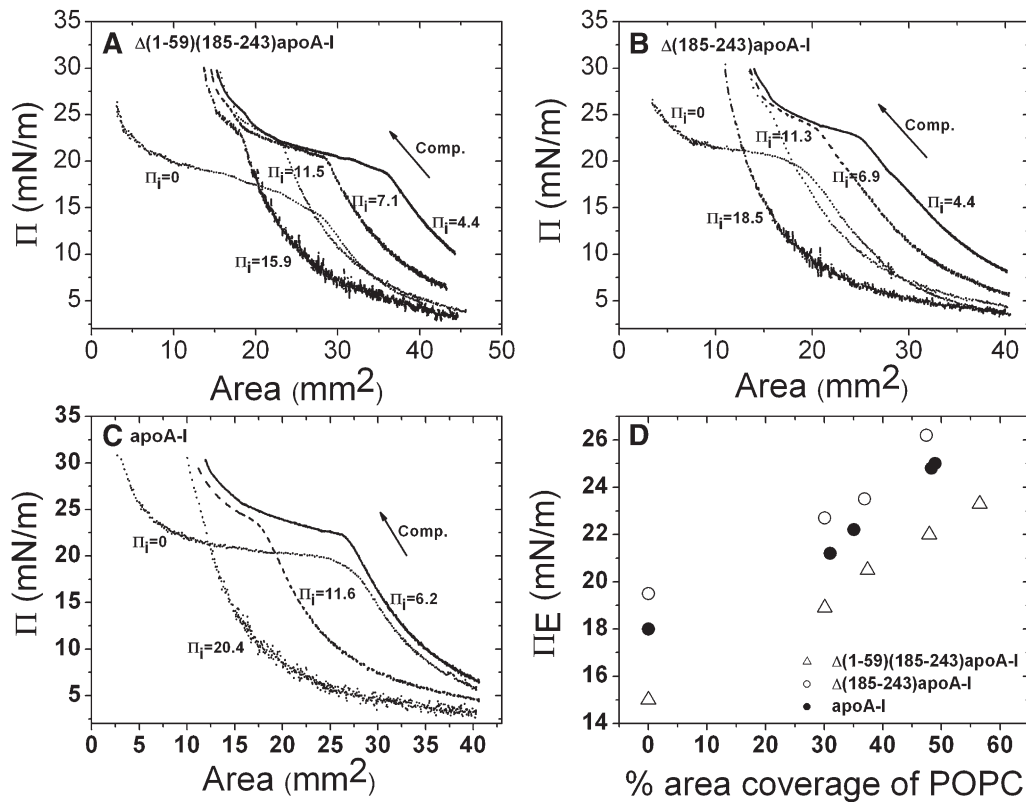 A Δ(1-59)(185-243)apoA-I
35
30
25
20
15
10
5
Π (mN/m)
Πi=0
Πi=11.5
Πi=7.1
Πi=4.4
Πi=15.9
Comp.
0 10 20 30 40 50
Area (mm2)
B Δ(185-243)apoA-I
35
30
25
20
15
10
5
Π (mN/m)
Πi=0
Πi=11.3
Πi=6.9
Πi=4.4
Πi=18.5
Comp.
0 10 20 30 40
Area (mm2)
C apoA-I
35
30
25
20
15
10
5
Π (mN/m)
Πi=0
Πi=11.6
Πi=6.2
Πi=20.4
Comp.
0 5 10 15 20 25 30 35 40
Area (mm2)
D
26
24
22
20
18
16
14
ΠE (mN/m)
Δ(1-59)(185-243)apoA-I
Δ(185-243)apoA-I
apoA-I
0 10 20 30 40 50 60
% area coverage of POPC